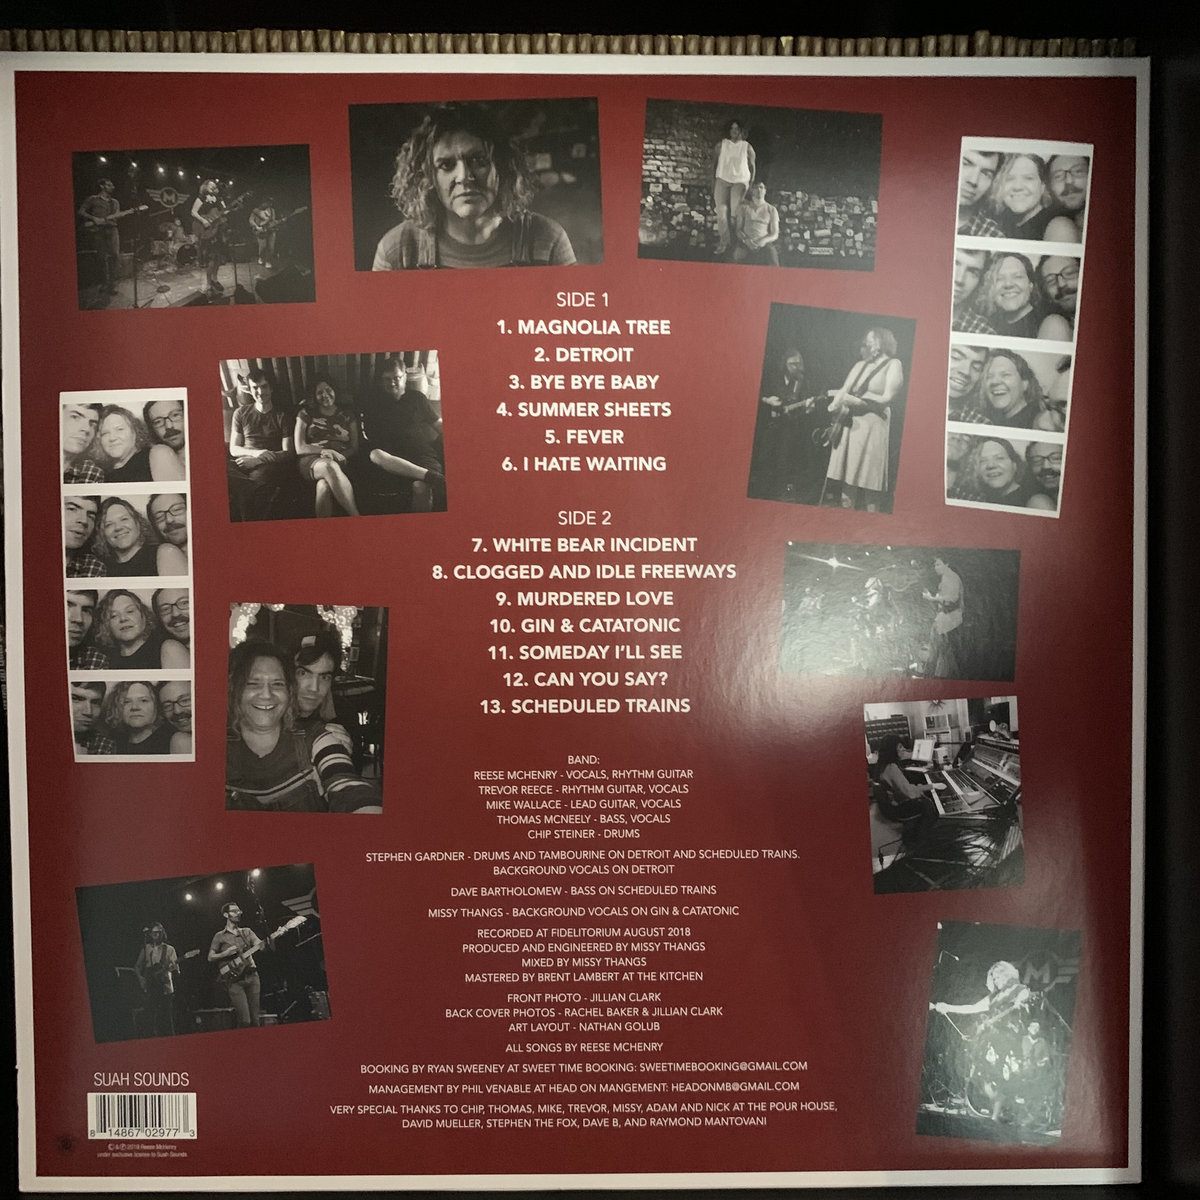 SIDE 1
1. MAGNOLIA TREE
2. DETROIT
3. BYE BYE BABY
4. SUMMER SHEETS
5. FEVER
6. I HATE WAITING
SIDE 2
7. WHITE BEAR INCIDENT
8. CLOGGED AND IDLE FREEWAYS
9. MURDERED LOVE
10. GIN & CATATONIC
11. SOMEDAY I'LL SEE
12. CAN YOU SAY?
13. SCHEDULED TRAINS
BAND:
REESE MCHENRY - VOCALS, RHYTHM GUITAR
TREVOR REECE - RHYTHM GUITAR, VOCALS
MIKE WALLACE - LEAD GUITAR, VOCALS
THOMAS MCNEELY - BASS, VOCALS
CHIP STEINER - DRUMS
STEPHEN GARDNER - DRUMS AND TAMBOURINE ON DETROIT AND SCHEDULED TRAINS.
BACKGROUND VOCALS ON DETROIT
DAVE BARTHOLOMEW - BASS ON SCHEDULED TRAINS
MISSY THANGS - BACKGROUND VOCALS ON GIN & CATATONIC
RECORDED AT FIDELITORIUM AUGUST 2018
PRODUCED AND ENGINEERED BY MISSY THANGS
MIXED BY MISSY THANGS
MASTERED BY BRENT LAMBERT AT THE KITCHEN
FRONT PHOTO - JILLIAN CLARK
BACK COVER PHOTOS - RACHEL BAKER & JILLIAN CLARK
ART LAYOUT - NATHAN GOLUB
ALL SONGS BY REESE MCHENRY
BOOKING BY RYAN SWEENEY AT SWEET TIME BOOKING: SWEETIMEBOOKING@GMAIL.COM
MANAGEMENT BY PHIL VENABLE AT HEAD ON MANGEMENT: HEADONMB@GMAIL.COM
VERY SPECIAL THANKS TO CHIP, THOMAS, MIKE, TREVOR, MISSY, ADAM AND NICK AT THE POUR HOUSE,
DAVID MUELLER, STEPHEN THE FOX, DAVE B, AND RAYMOND MANTOVANI
SUAH SOUNDS
8 14867 02977 3
©&℗ 2019 Reese McHenry
under exclusive license to Suah Sounds